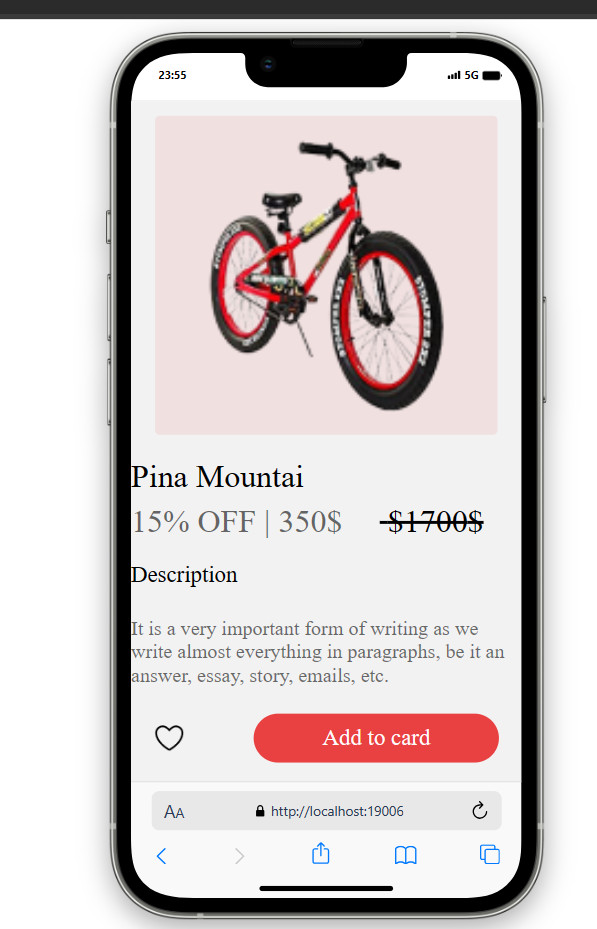 23:55 5G
Pina Mountai
15% OFF | 350$ $1700$
Description
It is a very important form of writing as we
write almost everything in paragraphs, be it an
answer, essay, story, emails, etc.
Add to card
AA http://localhost:19006